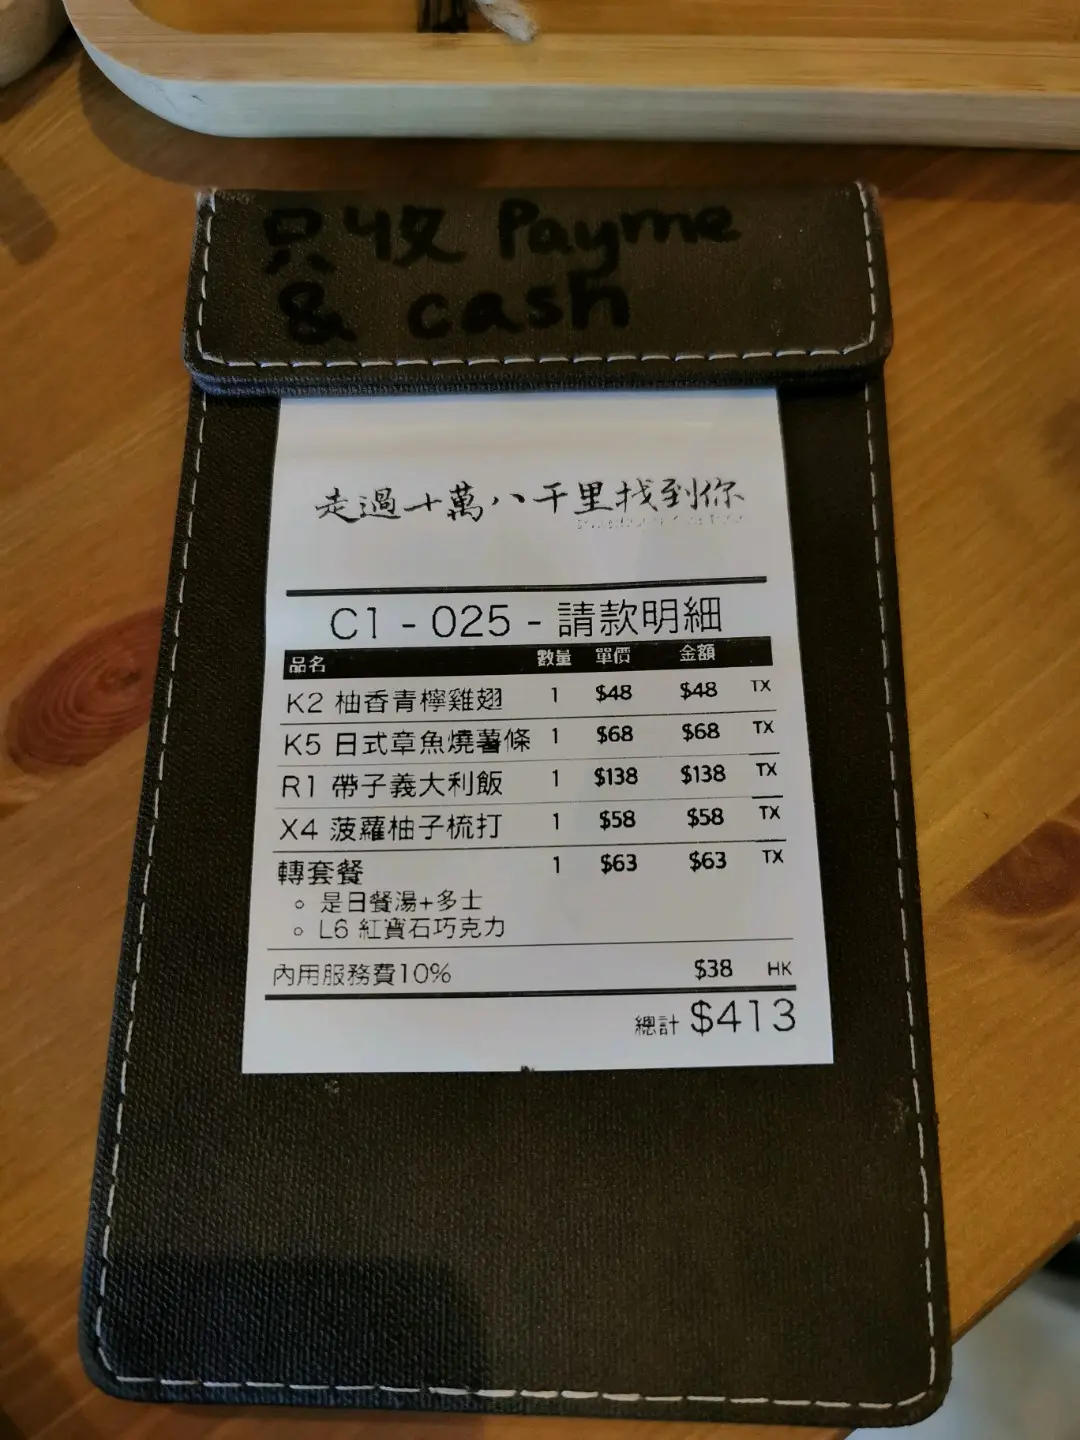 只收 Payme
& cash
走過十萬八千里找到你
C1 - 025 - 請款明細
品名 數量 單價 金額
K2 柚香青檸雞翅 1 $48 $48 TX
K5 日式章魚燒薯條 1 $68 $68 TX
R1 帶子義大利飯 1 $138 $138 TX
X4 菠蘿柚子梳打 1 $58 $58 TX
轉套餐 1 $63 $63 TX
◦ 是日餐湯+多士
◦ L6 紅寶石巧克力
內用服務費10% $38 HK
總計 $413